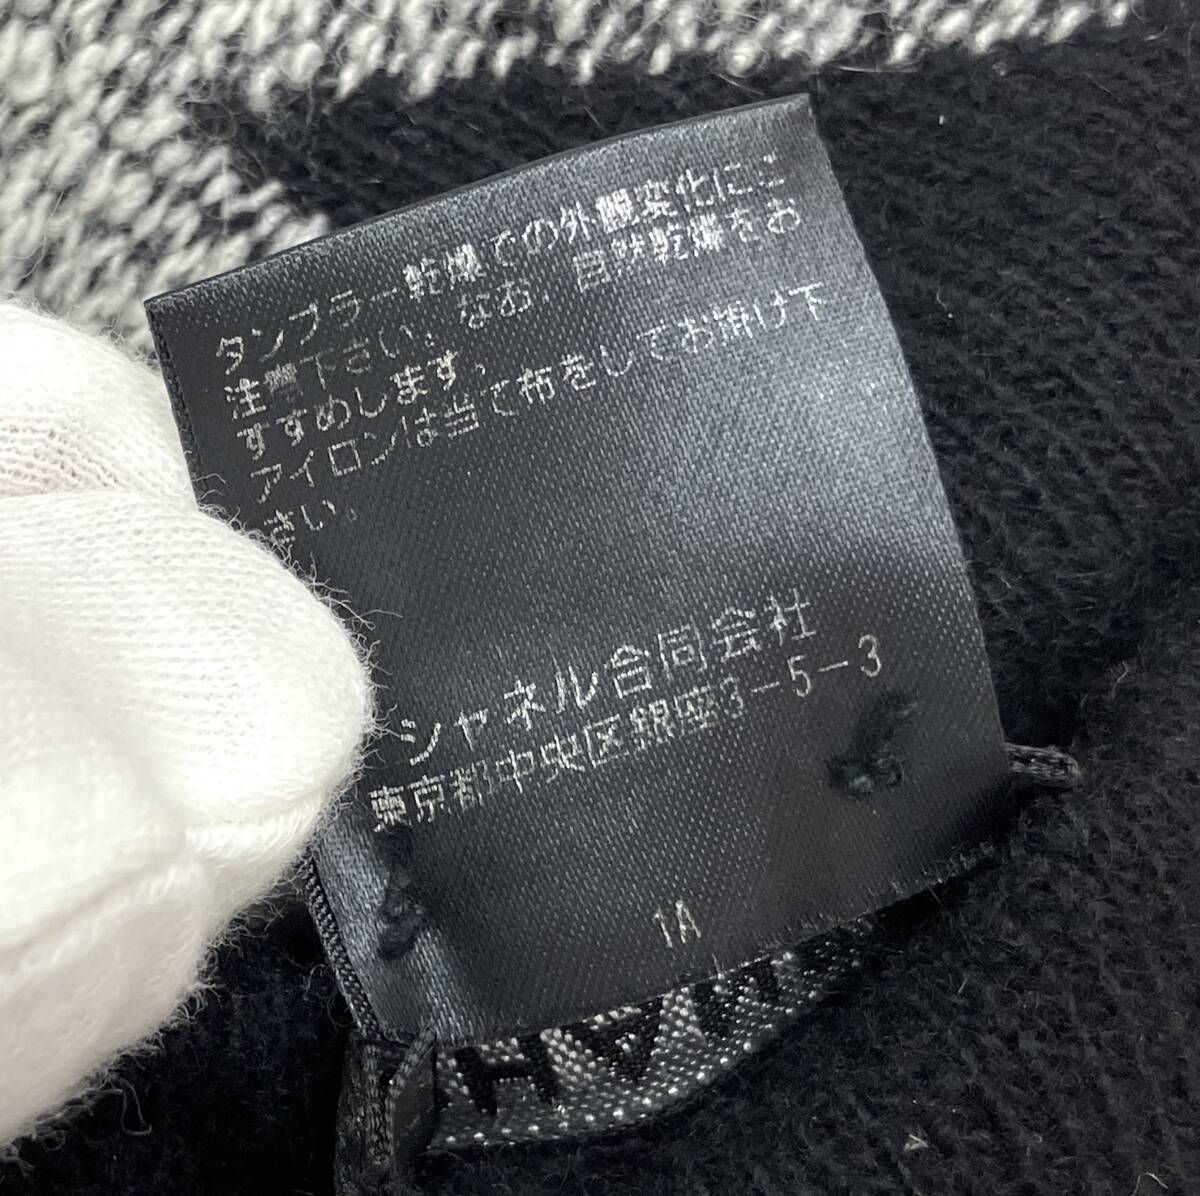 タンブラー乾燥での外観変化にご
注意下さい。なお、自然乾燥をお
すすめします。
アイロンは当て布をしてお掛け下
さい。
シャネル合同会社
東京都中央区銀座3-5-3
1A